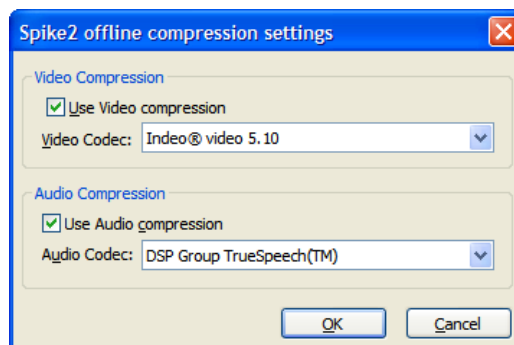 Spike2 offline compression settings
Video Compression
Use Video compression
Video Codec: Indeo® video 5.10
Audio Compression
Use Audio compression
Audio Codec: DSP Group TrueSpeech(TM)
OK Cancel